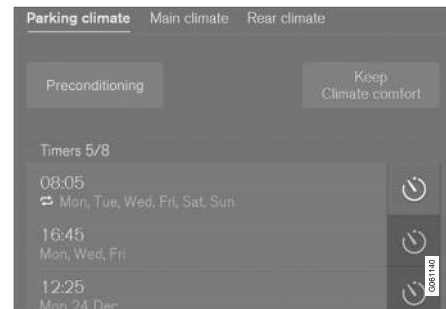 Parking climate Main climate Rear climate
Preconditioning
Keep
Climate comfort
Timers 5/8
08:05
Mon, Tue, Wed, Fri, Sat, Sun
16:45
Mon, Wed, Fri
12:25
Mon 24 Dec
G061140